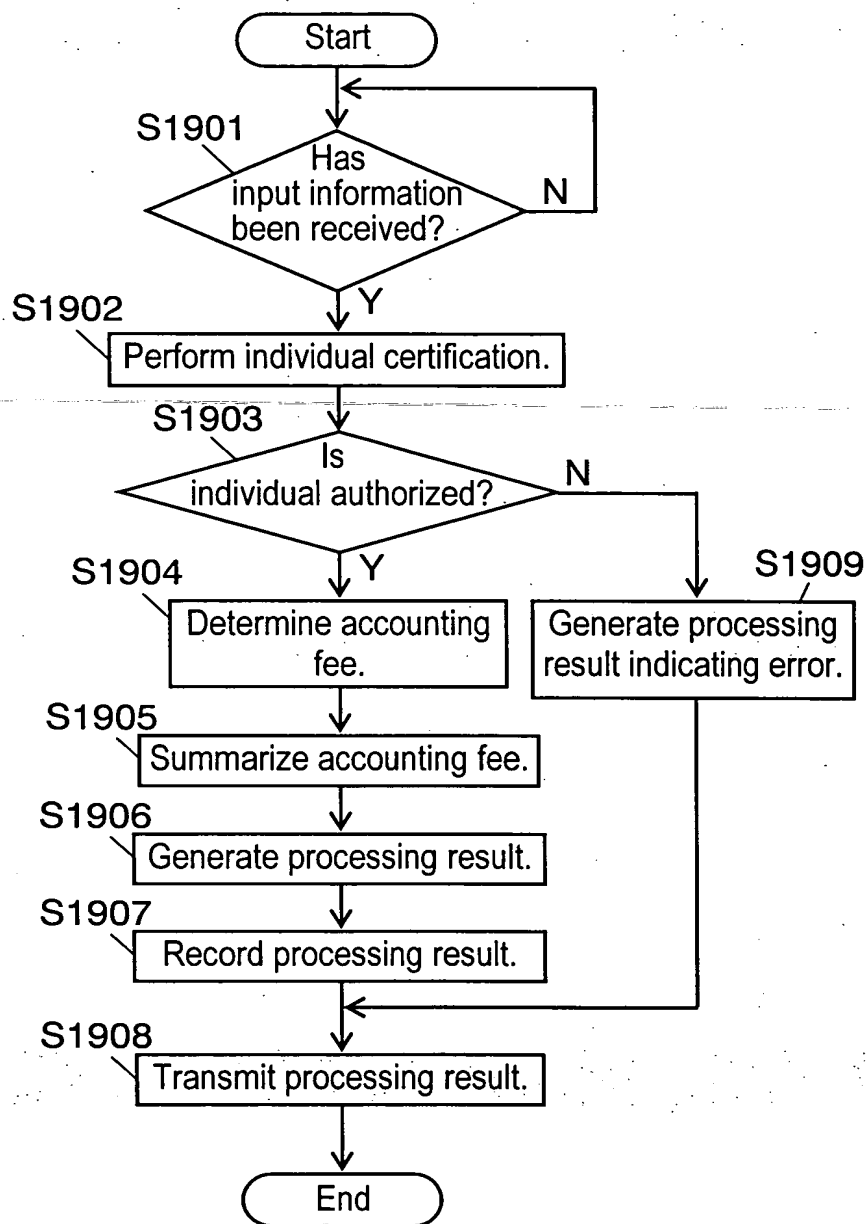 Start
S1901
Has
input information
been received?
N
Y
S1902
Perform individual certification.
S1903
Is
individual authorized?
N
Y
S1904
Determine accounting
fee.
S1909
Generate processing
result indicating error.
S1905
Summarize accounting fee.
S1906
Generate processing result.
S1907
Record processing result.
S1908
Transmit processing result.
End